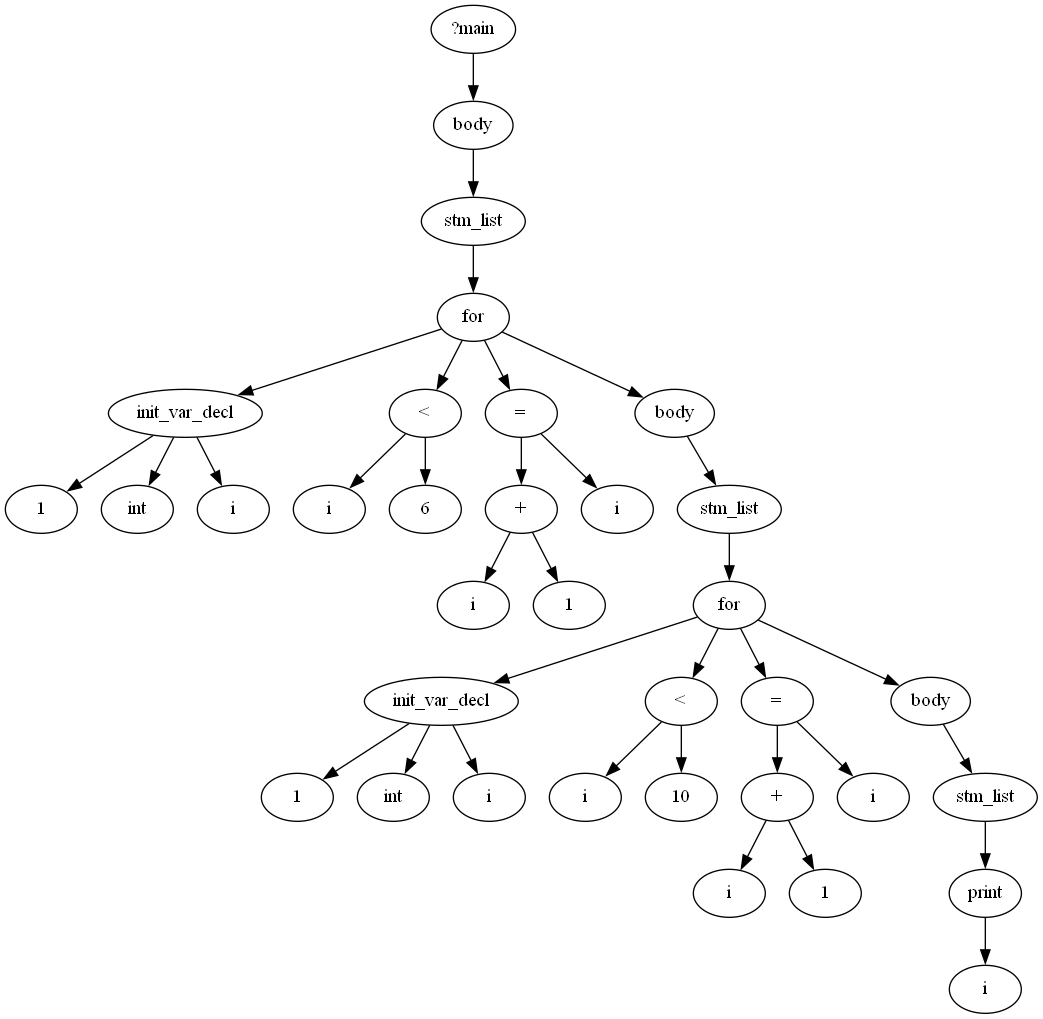 ?main
body
stm_list
for
init_var_decl
<
=
body
1
int
i
i
6
+
i
stm_list
i
1
for
init_var_decl
<
=
body
1
int
i
i
10
+
i
stm_list
i
1
print
i